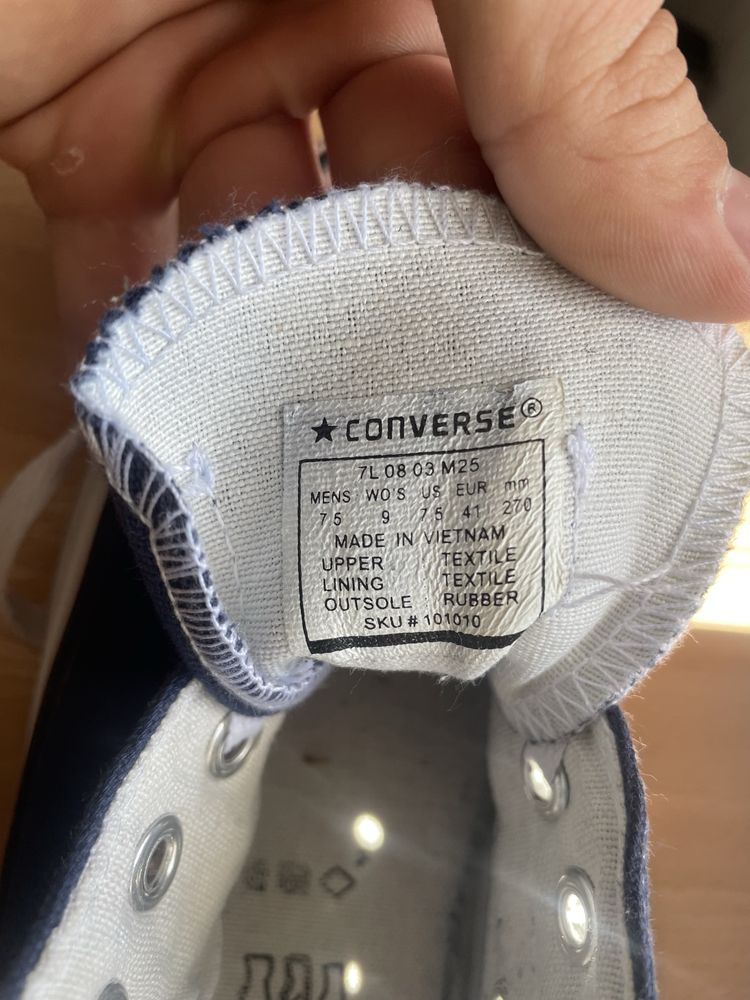 ★CONVERSE®
7L 08 03 M25
MENS WO'S US EUR mm
7.5 9 7.5 41 270
MADE IN VIETNAM
UPPER TEXTILE
LINING TEXTILE
OUTSOLE RUBBER
SKU # 101010